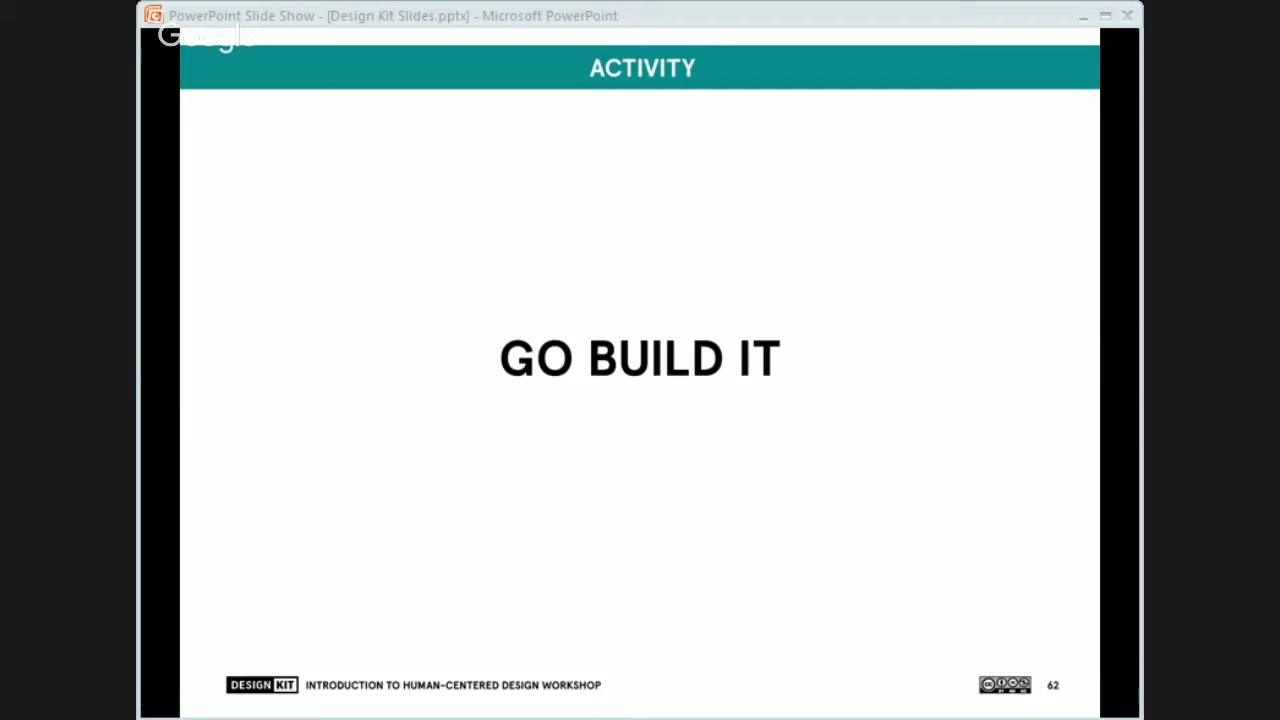 PowerPoint Slide Show - [Design Kit Slides.pptx] - Microsoft PowerPoint
Google
ACTIVITY
GO BUILD IT
DESIGN KIT INTRODUCTION TO HUMAN-CENTERED DESIGN WORKSHOP
62